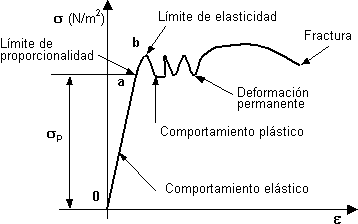 σ (N/m²)
b
Límite de elasticidad
Límite de
proporcionalidad
Fractura
a
Deformación
permanente
Comportamiento plástico
σP
Comportamiento elástico
0
ε